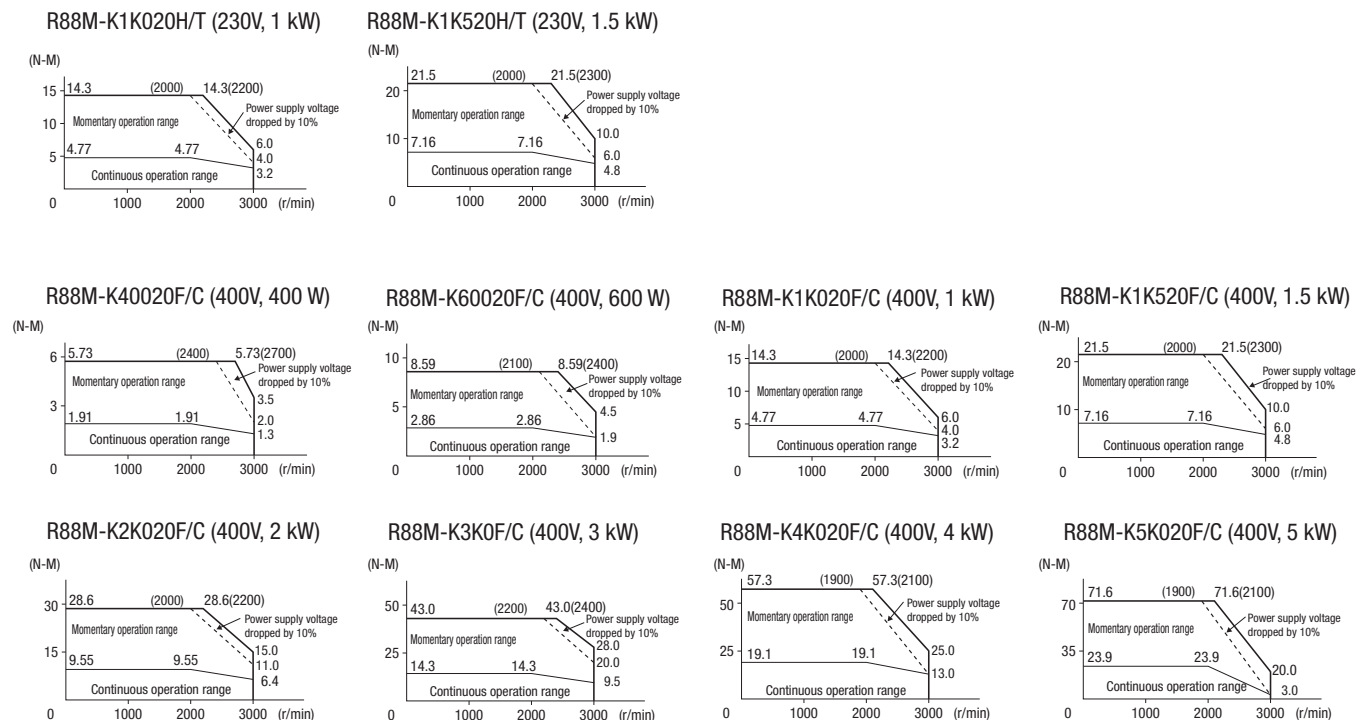 R88M-K1K020H/T (230V, 1 kW)
(N-M)
15
14.3
(2000)
14.3(2200)
Power supply voltage
dropped by 10%
10
Momentary operation range
6.0
4.77
4.77
4.0
5
3.2
Continuous operation range
0
1000
2000
3000
(r/min)
R88M-K1K520H/T (230V, 1.5 kW)
(N-M)
21.5
(2000)
21.5(2300)
20
Power supply voltage
dropped by 10%
Momentary operation range
10
10.0
7.16
7.16
6.0
4.8
Continuous operation range
0
1000
2000
3000
(r/min)
R88M-K40020F/C (400V, 400 W)
(N-M)
6
5.73
(2400)
5.73(2700)
Power supply voltage
dropped by 10%
Momentary operation range
3.5
3
1.91
1.91
2.0
1.3
Continuous operation range
0
1000
2000
3000
(r/min)
R88M-K60020F/C (400V, 600 W)
(N-M)
10
8.59
(2100)
8.59(2400)
Power supply voltage
dropped by 10%
Momentary operation range
5
4.5
2.86
2.86
1.9
Continuous operation range
0
1000
2000
3000
(r/min)
R88M-K1K020F/C (400V, 1 kW)
(N-M)
15
14.3
(2000)
14.3(2200)
Power supply voltage
dropped by 10%
10
Momentary operation range
6.0
4.77
4.77
4.0
5
3.2
Continuous operation range
0
1000
2000
3000
(r/min)
R88M-K1K520F/C (400V, 1.5 kW)
(N-M)
21.5
(2000)
21.5(2300)
20
Power supply voltage
dropped by 10%
Momentary operation range
10
10.0
7.16
7.16
6.0
4.8
Continuous operation range
0
1000
2000
3000
(r/min)
R88M-K2K020F/C (400V, 2 kW)
(N-M)
30
28.6
(2000)
28.6(2200)
Power supply voltage
dropped by 10%
Momentary operation range
15
15.0
9.55
9.55
11.0
6.4
Continuous operation range
0
1000
2000
3000
(r/min)
R88M-K3K0F/C (400V, 3 kW)
(N-M)
50
43.0
(2200)
43.0(2400)
Power supply voltage
dropped by 10%
Momentary operation range
28.0
25
14.3
14.3
20.0
9.5
Continuous operation range
0
1000
2000
3000
(r/min)
R88M-K4K020F/C (400V, 4 kW)
(N-M)
57.3
(1900)
57.3(2100)
50
Power supply voltage
dropped by 10%
Momentary operation range
25
25.0
19.1
19.1
13.0
Continuous operation range
0
1000
2000
3000
(r/min)
R88M-K5K020F/C (400V, 5 kW)
(N-M)
71.6
(1900)
71.6(2100)
70
Power supply voltage
dropped by 10%
Momentary operation range
35
23.9
23.9
20.0
3.0
Continuous operation range
0
1000
2000
3000
(r/min)